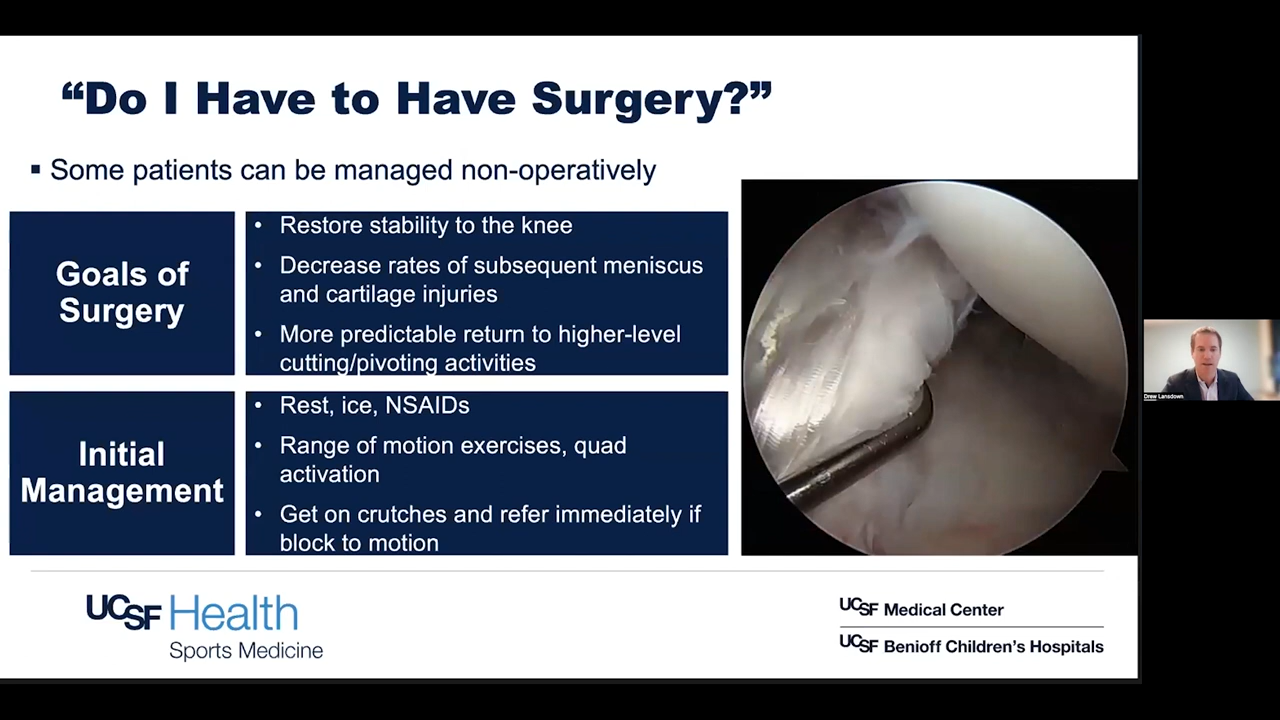 “Do I Have to Have Surgery?”
▪ Some patients can be managed non-operatively
Goals of
Surgery
• Restore stability to the knee
• Decrease rates of subsequent meniscus
and cartilage injuries
• More predictable return to higher-level
cutting/pivoting activities
Initial
Management
• Rest, ice, NSAIDs
• Range of motion exercises, quad
activation
• Get on crutches and refer immediately if
block to motion
Drew Lansdown
UCSF Health
Sports Medicine
UCSF Medical Center
UCSF Benioff Children’s Hospitals